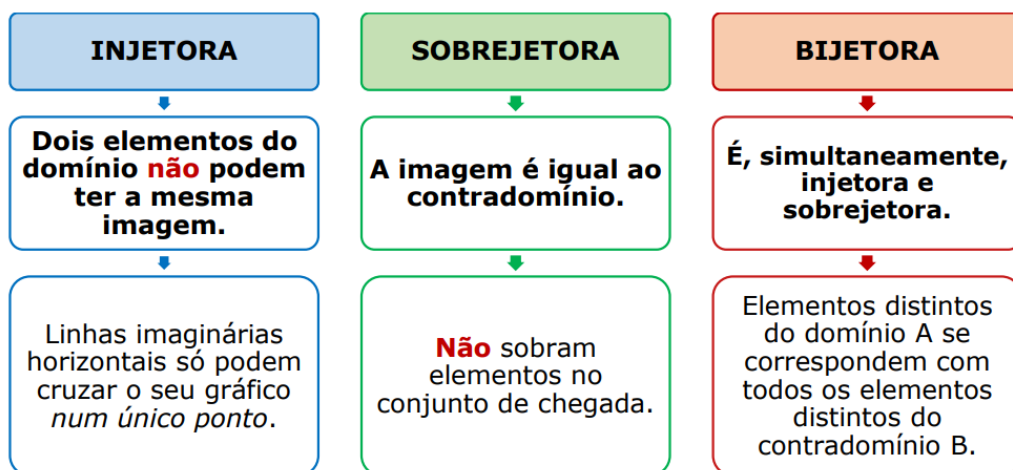 INJETORA
Dois elementos do
domínio não podem
ter a mesma
imagem.
Linhas imaginárias
horizontais só podem
cruzar o seu gráfico
num único ponto.
SOBREJETORA
A imagem é igual ao
contradomínio.
Não sobram
elementos no
conjunto de chegada.
BIJETORA
É, simultaneamente,
injetora e
sobrejetora.
Elementos distintos
do domínio A se
correspondem com
todos os elementos
distintos do
contradomínio B.